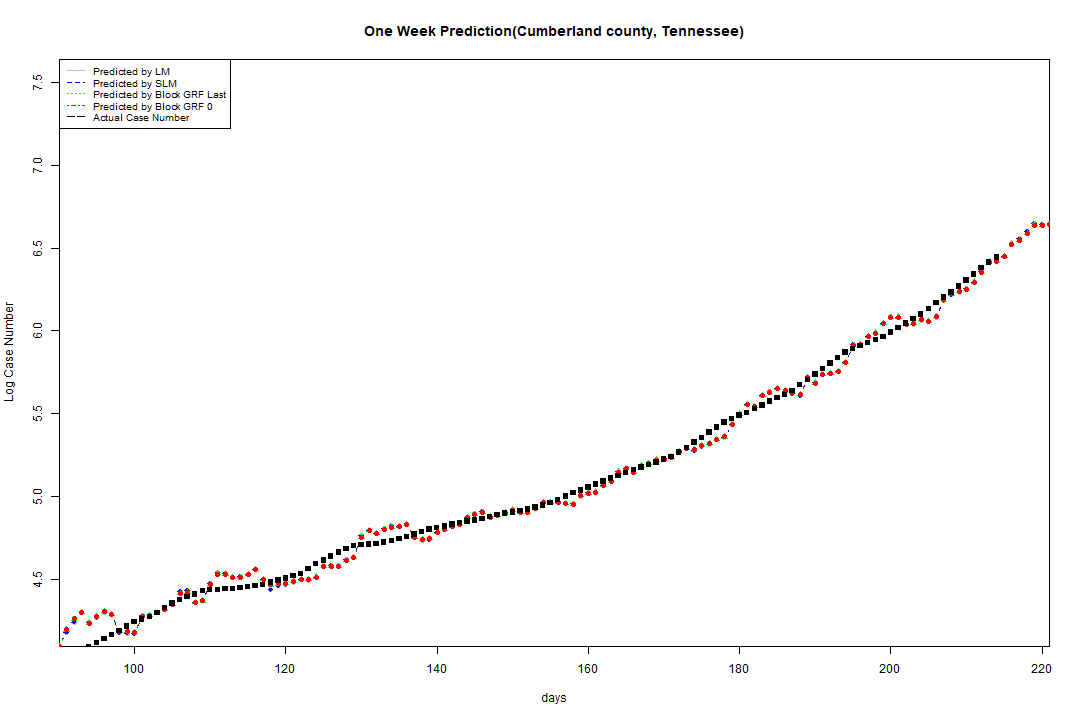 One Week Prediction(Cumberland county, Tennessee)
Predicted by LM
Predicted by SLM
Predicted by Block GRF Last
Predicted by Block GRF 0
Actual Case Number
7.5
7.0
6.5
6.0
5.5
5.0
4.5
Log Case Number
100 120 140 160 180 200 220
days